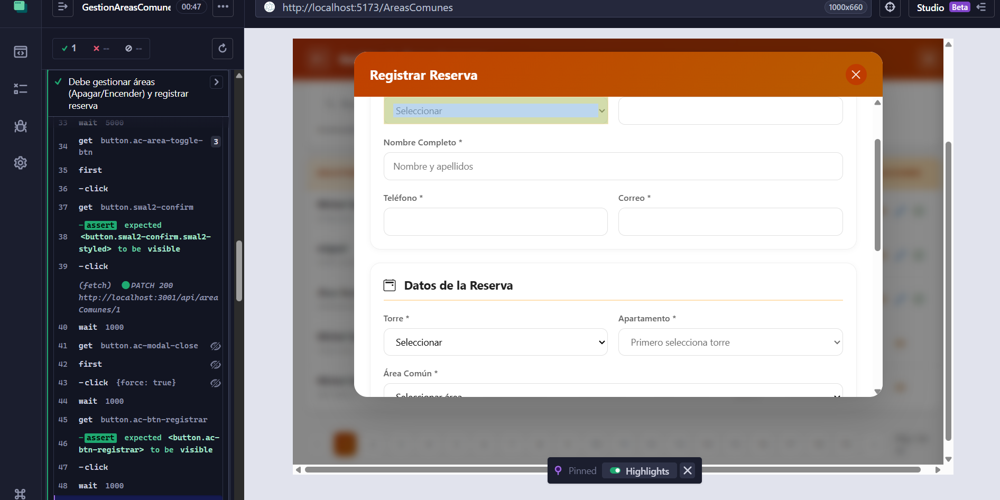 GestionAreasComune
00:47
http://localhost:5173/AreasComunes
1000x660
Studio
Beta
1
--
--
Debe gestionar áreas
(Apagar/Encender) y registrar
reserva
33 wait 5000
34 get button.ac-area-toggle-btn 3
35 first
36 -click
37 get button.swal2-confirm
38 -assert expected
<button.swal2-confirm.swal2-
styled> to be visible
39 -click
(fetch) PATCH 200
http://localhost:3001/api/area
Comunes/1
40 wait 1000
41 get button.ac-modal-close
42 first
43 -click {force: true}
44 wait 1000
45 get button.ac-btn-registrar
46 -assert expected <button.ac-
btn-registrar> to be visible
47 -click
48 wait 1000
Registrar Reserva
Seleccionar
Nombre Completo *
Nombre y apellidos
Teléfono *
Correo *
Datos de la Reserva
Torre *
Apartamento *
Seleccionar
Primero selecciona torre
Área Común *
Seleccionar área
Pinned
Highlights